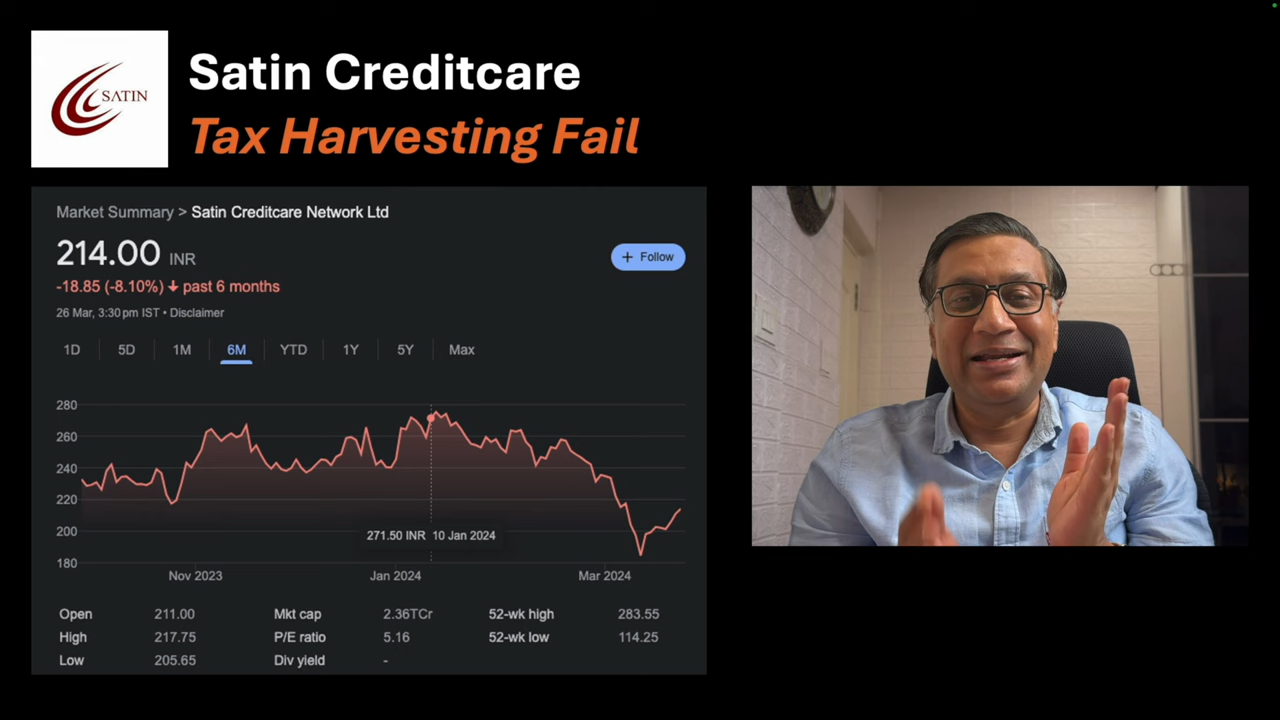 SATIN
Satin Creditcare
Tax Harvesting Fail
Market Summary > Satin Creditcare Network Ltd
214.00 INR
+ Follow
-18.85 (-8.10%) ↓ past 6 months
26 Mar, 3:30 pm IST • Disclaimer
1D 5D 1M 6M YTD 1Y 5Y Max
280
260
240
220
200
180
271.50 INR 10 Jan 2024
Nov 2023 Jan 2024 Mar 2024
Open 211.00 Mkt cap 2.36TCr 52-wk high 283.55
High 217.75 P/E ratio 5.16 52-wk low 114.25
Low 205.65 Div yield -